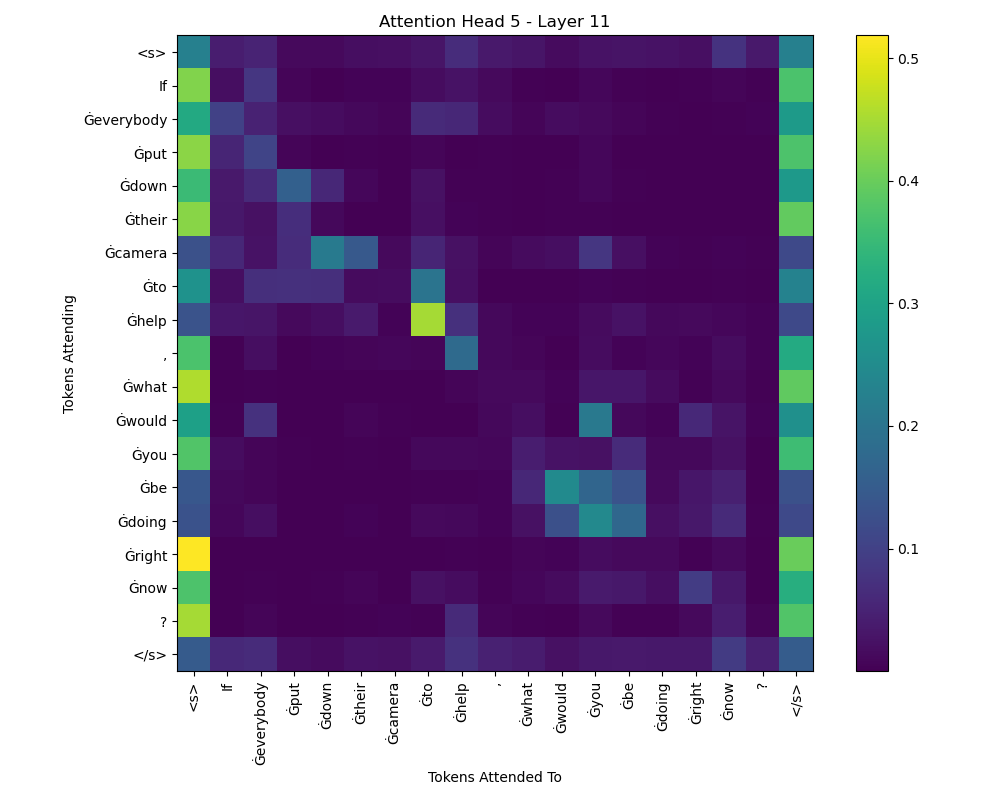 Attention Head 5 - Layer 11
Tokens Attending
<s>
If
Ġeverybody
Ġput
Ġdown
Ġtheir
Ġcamera
Ġto
Ġhelp
,
Ġwhat
Ġwould
Ġyou
Ġbe
Ġdoing
Ġright
Ġnow
?
</s>
<s>
If
Ġeverybody
Ġput
Ġdown
Ġtheir
Ġcamera
Ġto
Ġhelp
,
Ġwhat
Ġwould
Ġyou
Ġbe
Ġdoing
Ġright
Ġnow
?
</s>
Tokens Attended To
0.5
0.4
0.3
0.2
0.1